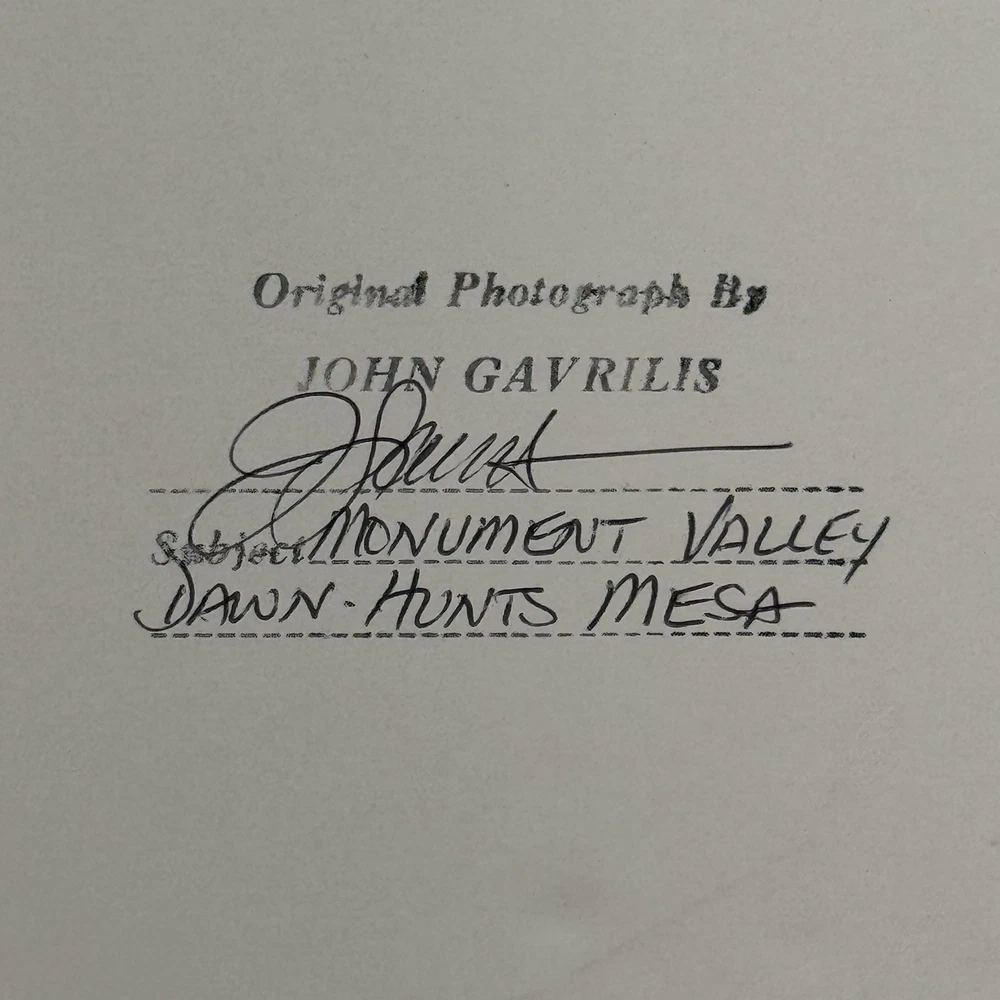 Original Photograph By
JOHN GAVRILIS
Subject MONUMENT VALLEY
DAWN - HUNTS MESA